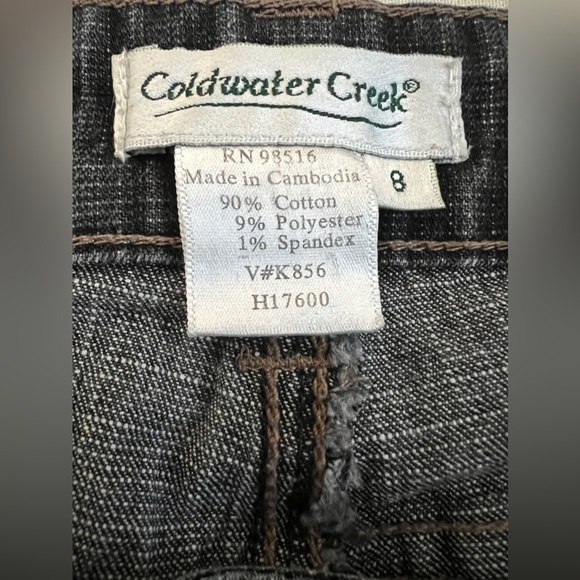 Coldwater Creek®
8
RN 98516
Made in Cambodia
90% Cotton
9% Polyester
1% Spandex
V#K856
H17600